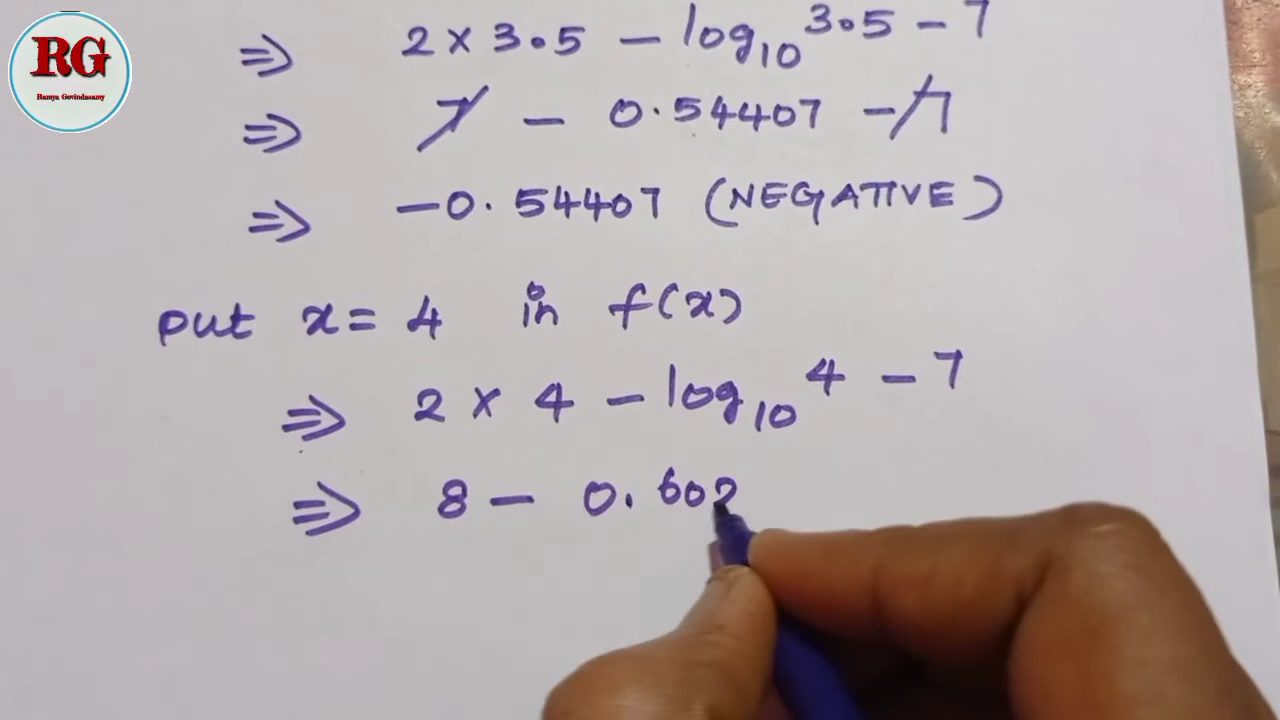 RG
Ramya Govindasamy
⇒ 2 × 3.5 − log₁₀ 3.5 − 7
⇒ 7 − 0.54407 − 7
⇒ −0.54407 (NEGATIVE)
put x = 4 in f(x)
⇒ 2 × 4 − log₁₀ 4 − 7
⇒ 8 − 0.602